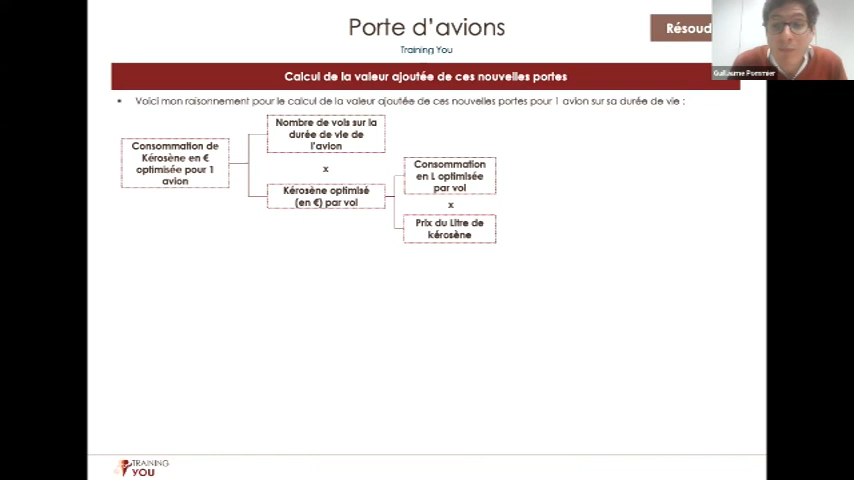 Porte d’avions
Training You
Résoud
Guillaume Pommier
Calcul de la valeur ajoutée de ces nouvelles portes
▪ Voici mon raisonnement pour le calcul de la valeur ajoutée de ces nouvelles portes pour 1 avion sur sa durée de vie :
Nombre de vols sur la
durée de vie de
l’avion
Consommation de
Kérosène en €
optimisée pour 1
avion
x
Kérosène optimisé
(en €) par vol
Consommation
en L optimisée
par vol
x
Prix du Litre de
kérosène
TRAINING
YOU